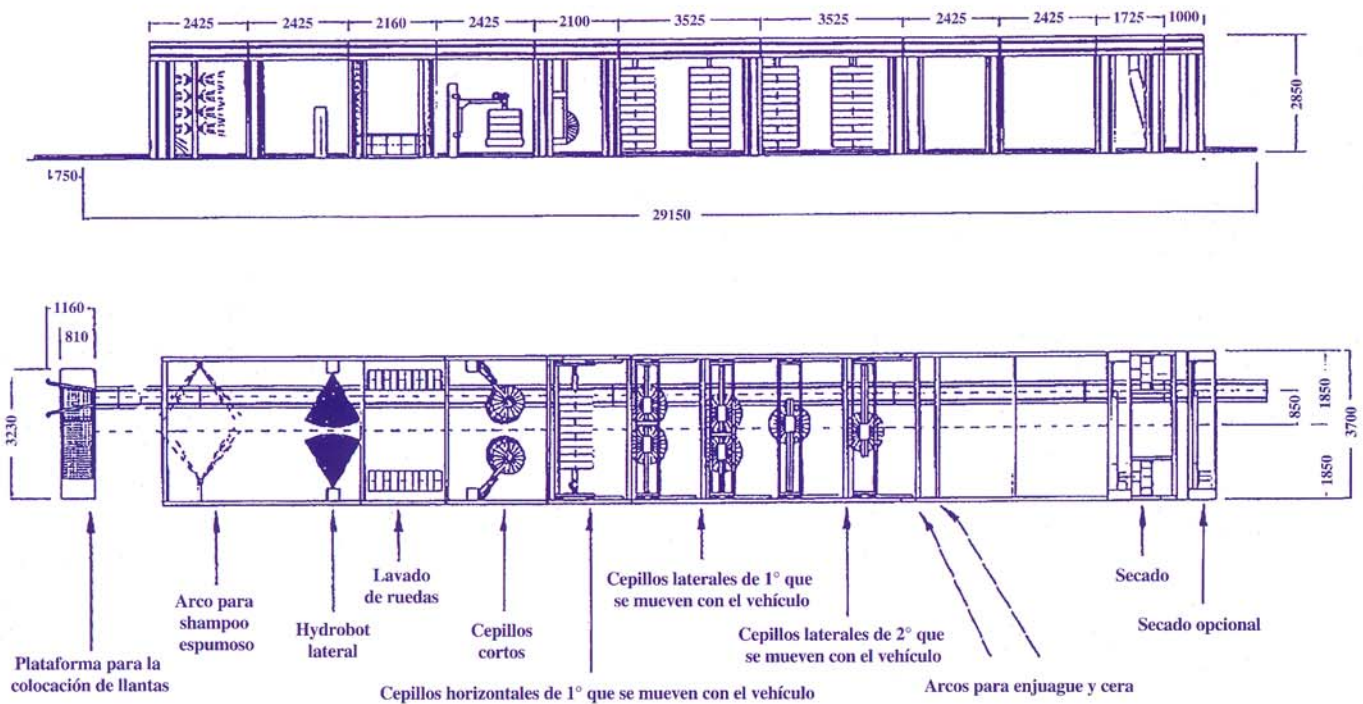 2425 2425 2160 2425 2100 3525 3525 2425 2425 1725 1000
2850
750
29150
1160
810
3230
850
1850
1850
3700
Plataforma para la
colocación de llantas
Arco para
shampoo
espumoso
Hydrobot
lateral
Lavado
de ruedas
Cepillos
cortos
Cepillos horizontales de 1° que se mueven con el vehículo
Cepillos laterales de 1° que
se mueven con el vehículo
Cepillos laterales de 2° que
se mueven con el vehículo
Arcos para enjuague y cera
Secado
Secado opcional